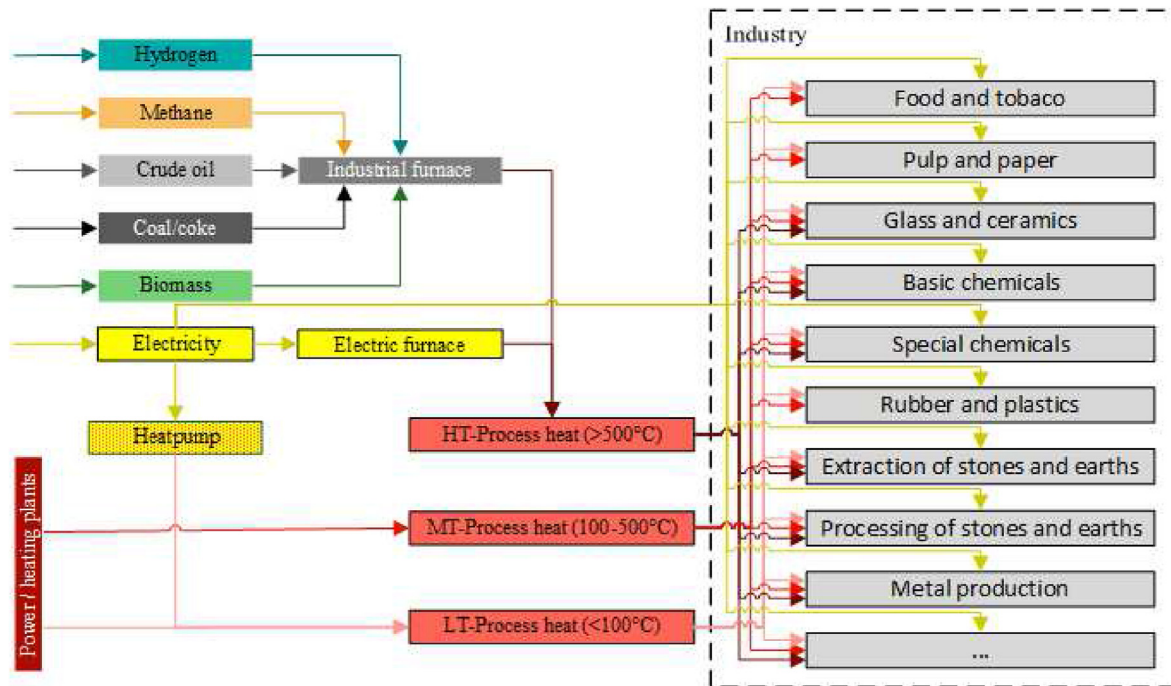 Industry
Hydrogen
Methane
Crude oil
Coal/coke
Biomass
Industrial furnace
Electricity
Electric furnace
Heatpump
Power / heating plants
HT-Process heat (>500°C)
MT-Process heat (100-500°C)
LT-Process heat (<100°C)
Food and tobaco
Pulp and paper
Glass and ceramics
Basic chemicals
Special chemicals
Rubber and plastics
Extraction of stones and earths
Processing of stones and earths
Metal production
...